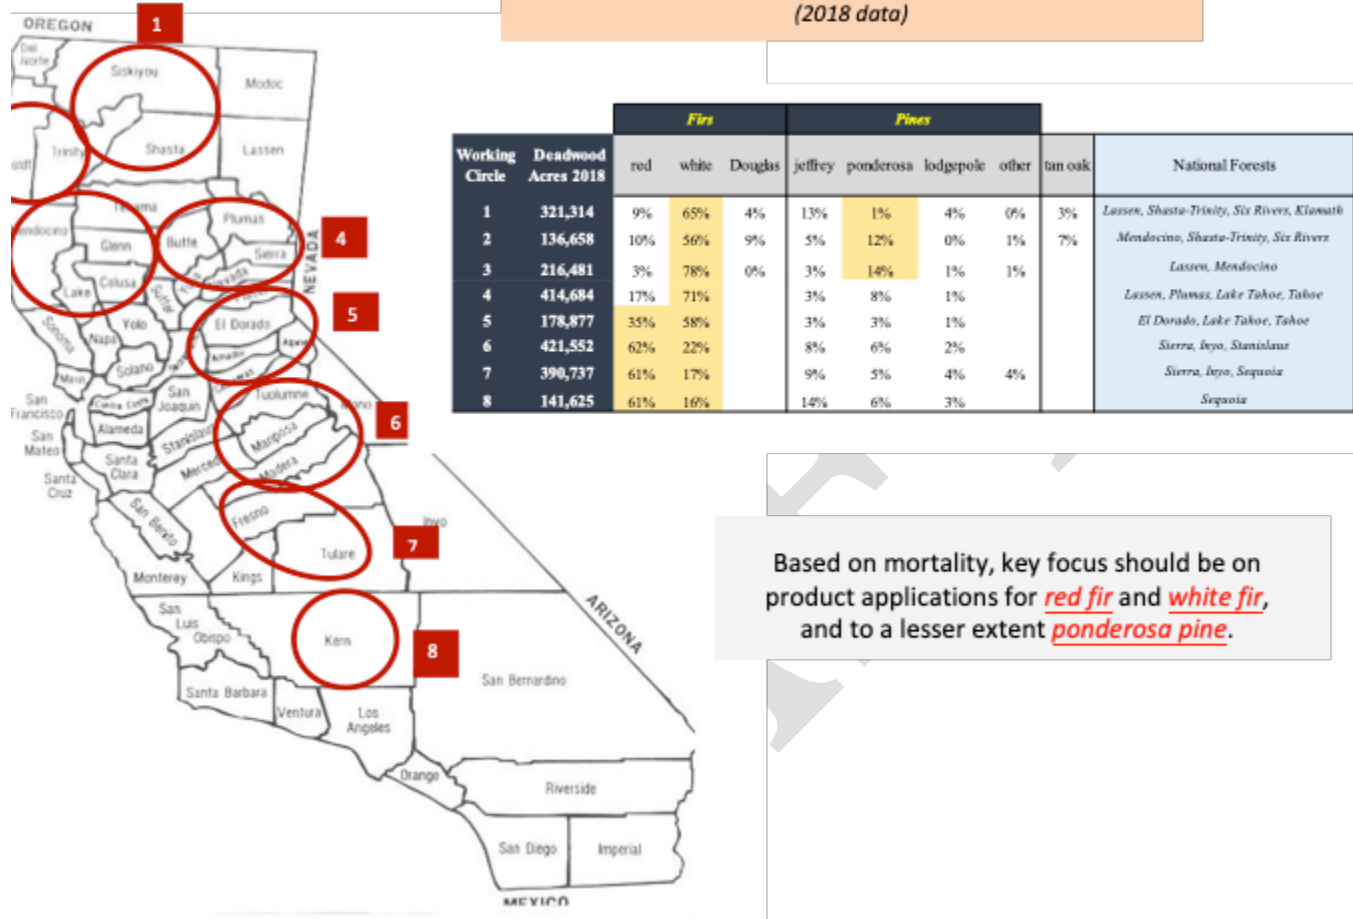 (2018 data)
OREGON
1
Del Norte
Siskiyou
Modoc
Trinity
Shasta
Lassen
Tehama
Plumas
Glenn
Butte
4
Sierra
NEVADA
Colusa
Lake
Sutter
5
Sonoma
Yolo
El Dorado
Napa
Amador
Alpine
Solano
Marin
San Francisco
Contra Costa
San Joaquin
Tuolumne
Mono
6
Alameda
San Mateo
Stanislaus
Mariposa
Santa Clara
Merced
Madera
Santa Cruz
San Benito
Fresno
7
Inyo
Tulare
Monterey
Kings
San Luis Obispo
Kern
8
ARIZONA
Santa Barbara
San Bernardino
Ventura
Los Angeles
Orange
Riverside
San Diego
Imperial
MEXICO
Firs Pines
Working Circle Deadwood Acres 2018 red white Douglas jeffrey ponderosa lodgepole other tan oak National Forests
1 321,314 9% 65% 4% 13% 1% 4% 0% 3% Lassen, Shasta-Trinity, Six Rivers, Klamath
2 136,658 10% 56% 9% 5% 12% 0% 1% 7% Mendocino, Shasta-Trinity, Six Rivers
3 216,481 3% 78% 0% 3% 14% 1% 1% Lassen, Mendocino
4 414,684 17% 71% 3% 8% 1% Lassen, Plumas, Lake Tahoe, Tahoe
5 178,877 35% 58% 3% 3% 1% El Dorado, Lake Tahoe, Tahoe
6 421,552 62% 22% 8% 6% 2% Sierra, Inyo, Stanislaus
7 390,737 61% 17% 9% 5% 4% 4% Sierra, Inyo, Sequoia
8 141,625 61% 16% 14% 6% 3% Sequoia
Based on mortality, key focus should be on
product applications for red fir and white fir,
and to a lesser extent ponderosa pine.